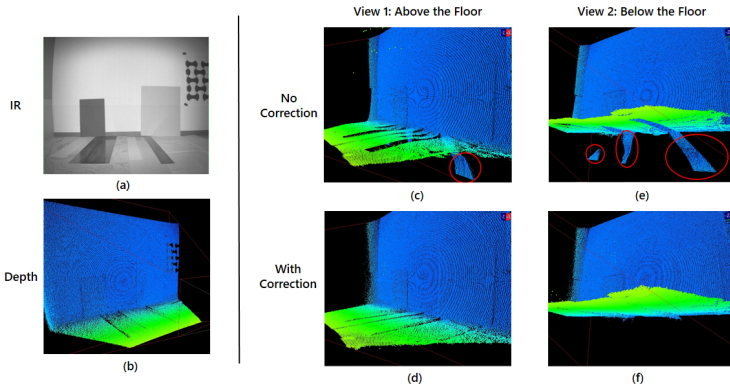 View 1: Above the Floor
View 2: Below the Floor
IR
No
Correction
(a)
(c)
(e)
Depth
With
Correction
(b)
(d)
(f)